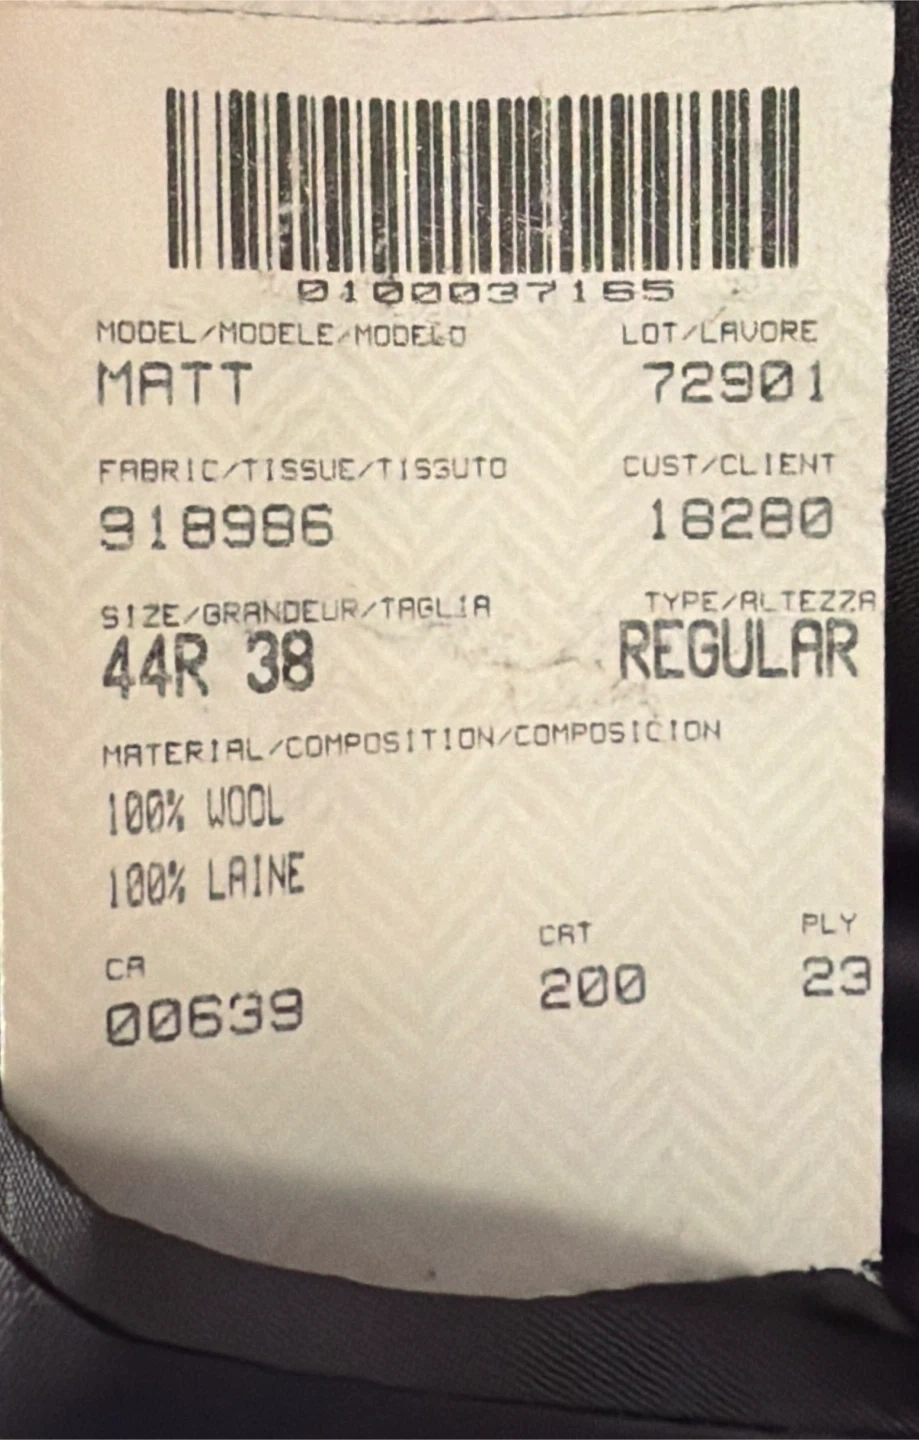 0100037165
MODEL/MODELE/MODELO LOT/LAVORE
MATT 72901
FABRIC/TISSUE/TISSUTO CUST/CLIENT
918986 18280
SIZE/GRANDEUR/TAGLIA TYPE/ALTEZZA
44R 38 REGULAR
MATERIAL/COMPOSITION/COMPOSICION
100% WOOL
100% LAINE
CA CRT PLY
00639 200 23